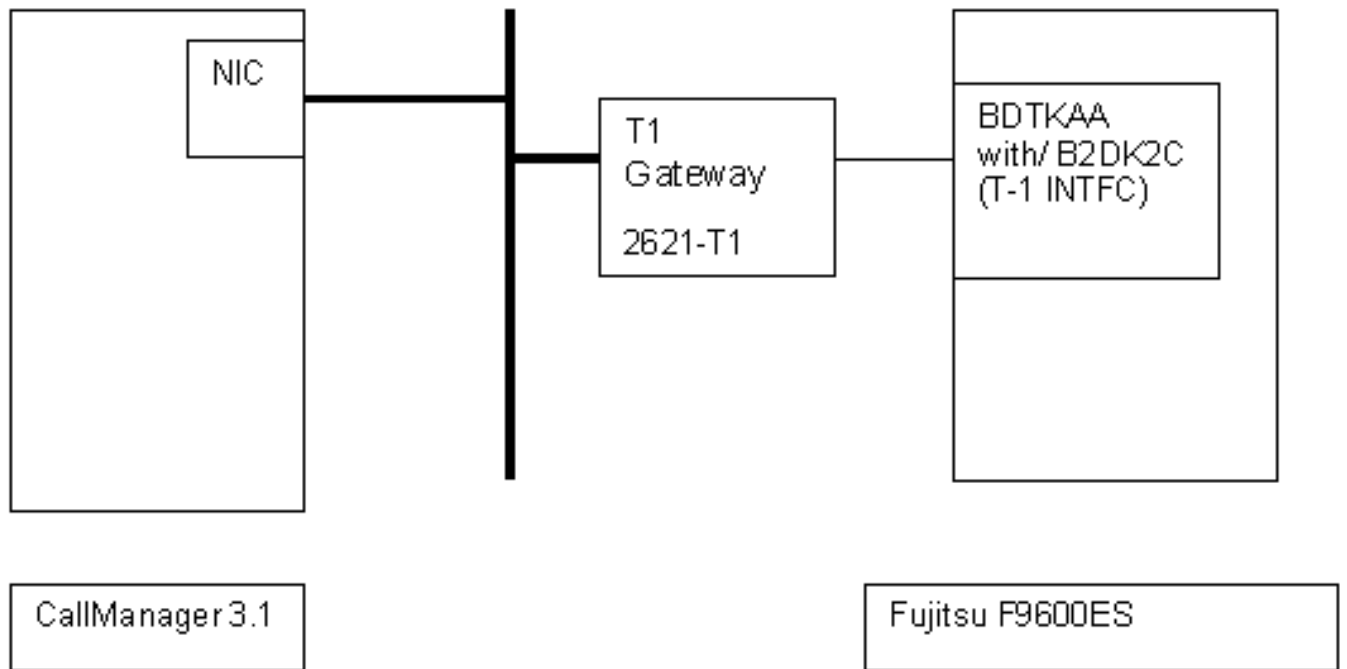 NIC
T1
Gateway
2621-T1
BDTKAA
with/ B2DK2C
(T-1 INTFC)
CallManager 3.1
Fujitsu F9600ES